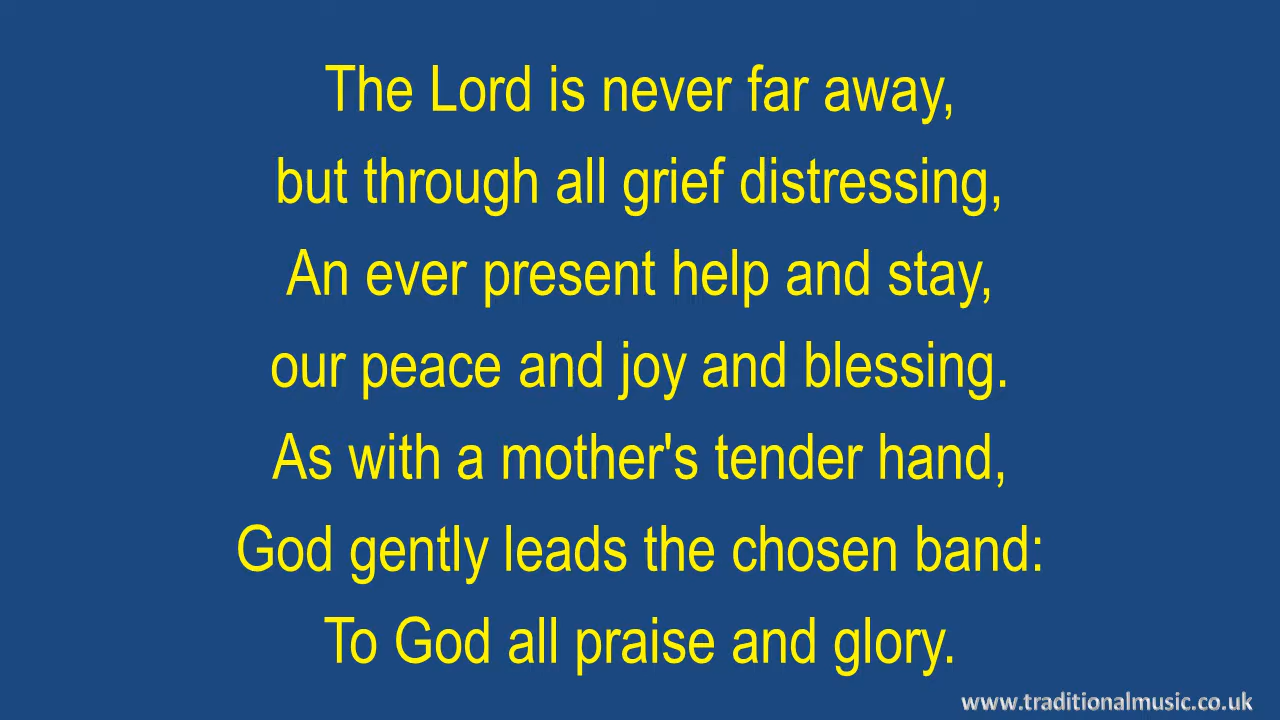 The Lord is never far away,
but through all grief distressing,
An ever present help and stay,
our peace and joy and blessing.
As with a mother's tender hand,
God gently leads the chosen band:
To God all praise and glory.
www.traditionalmusic.co.uk